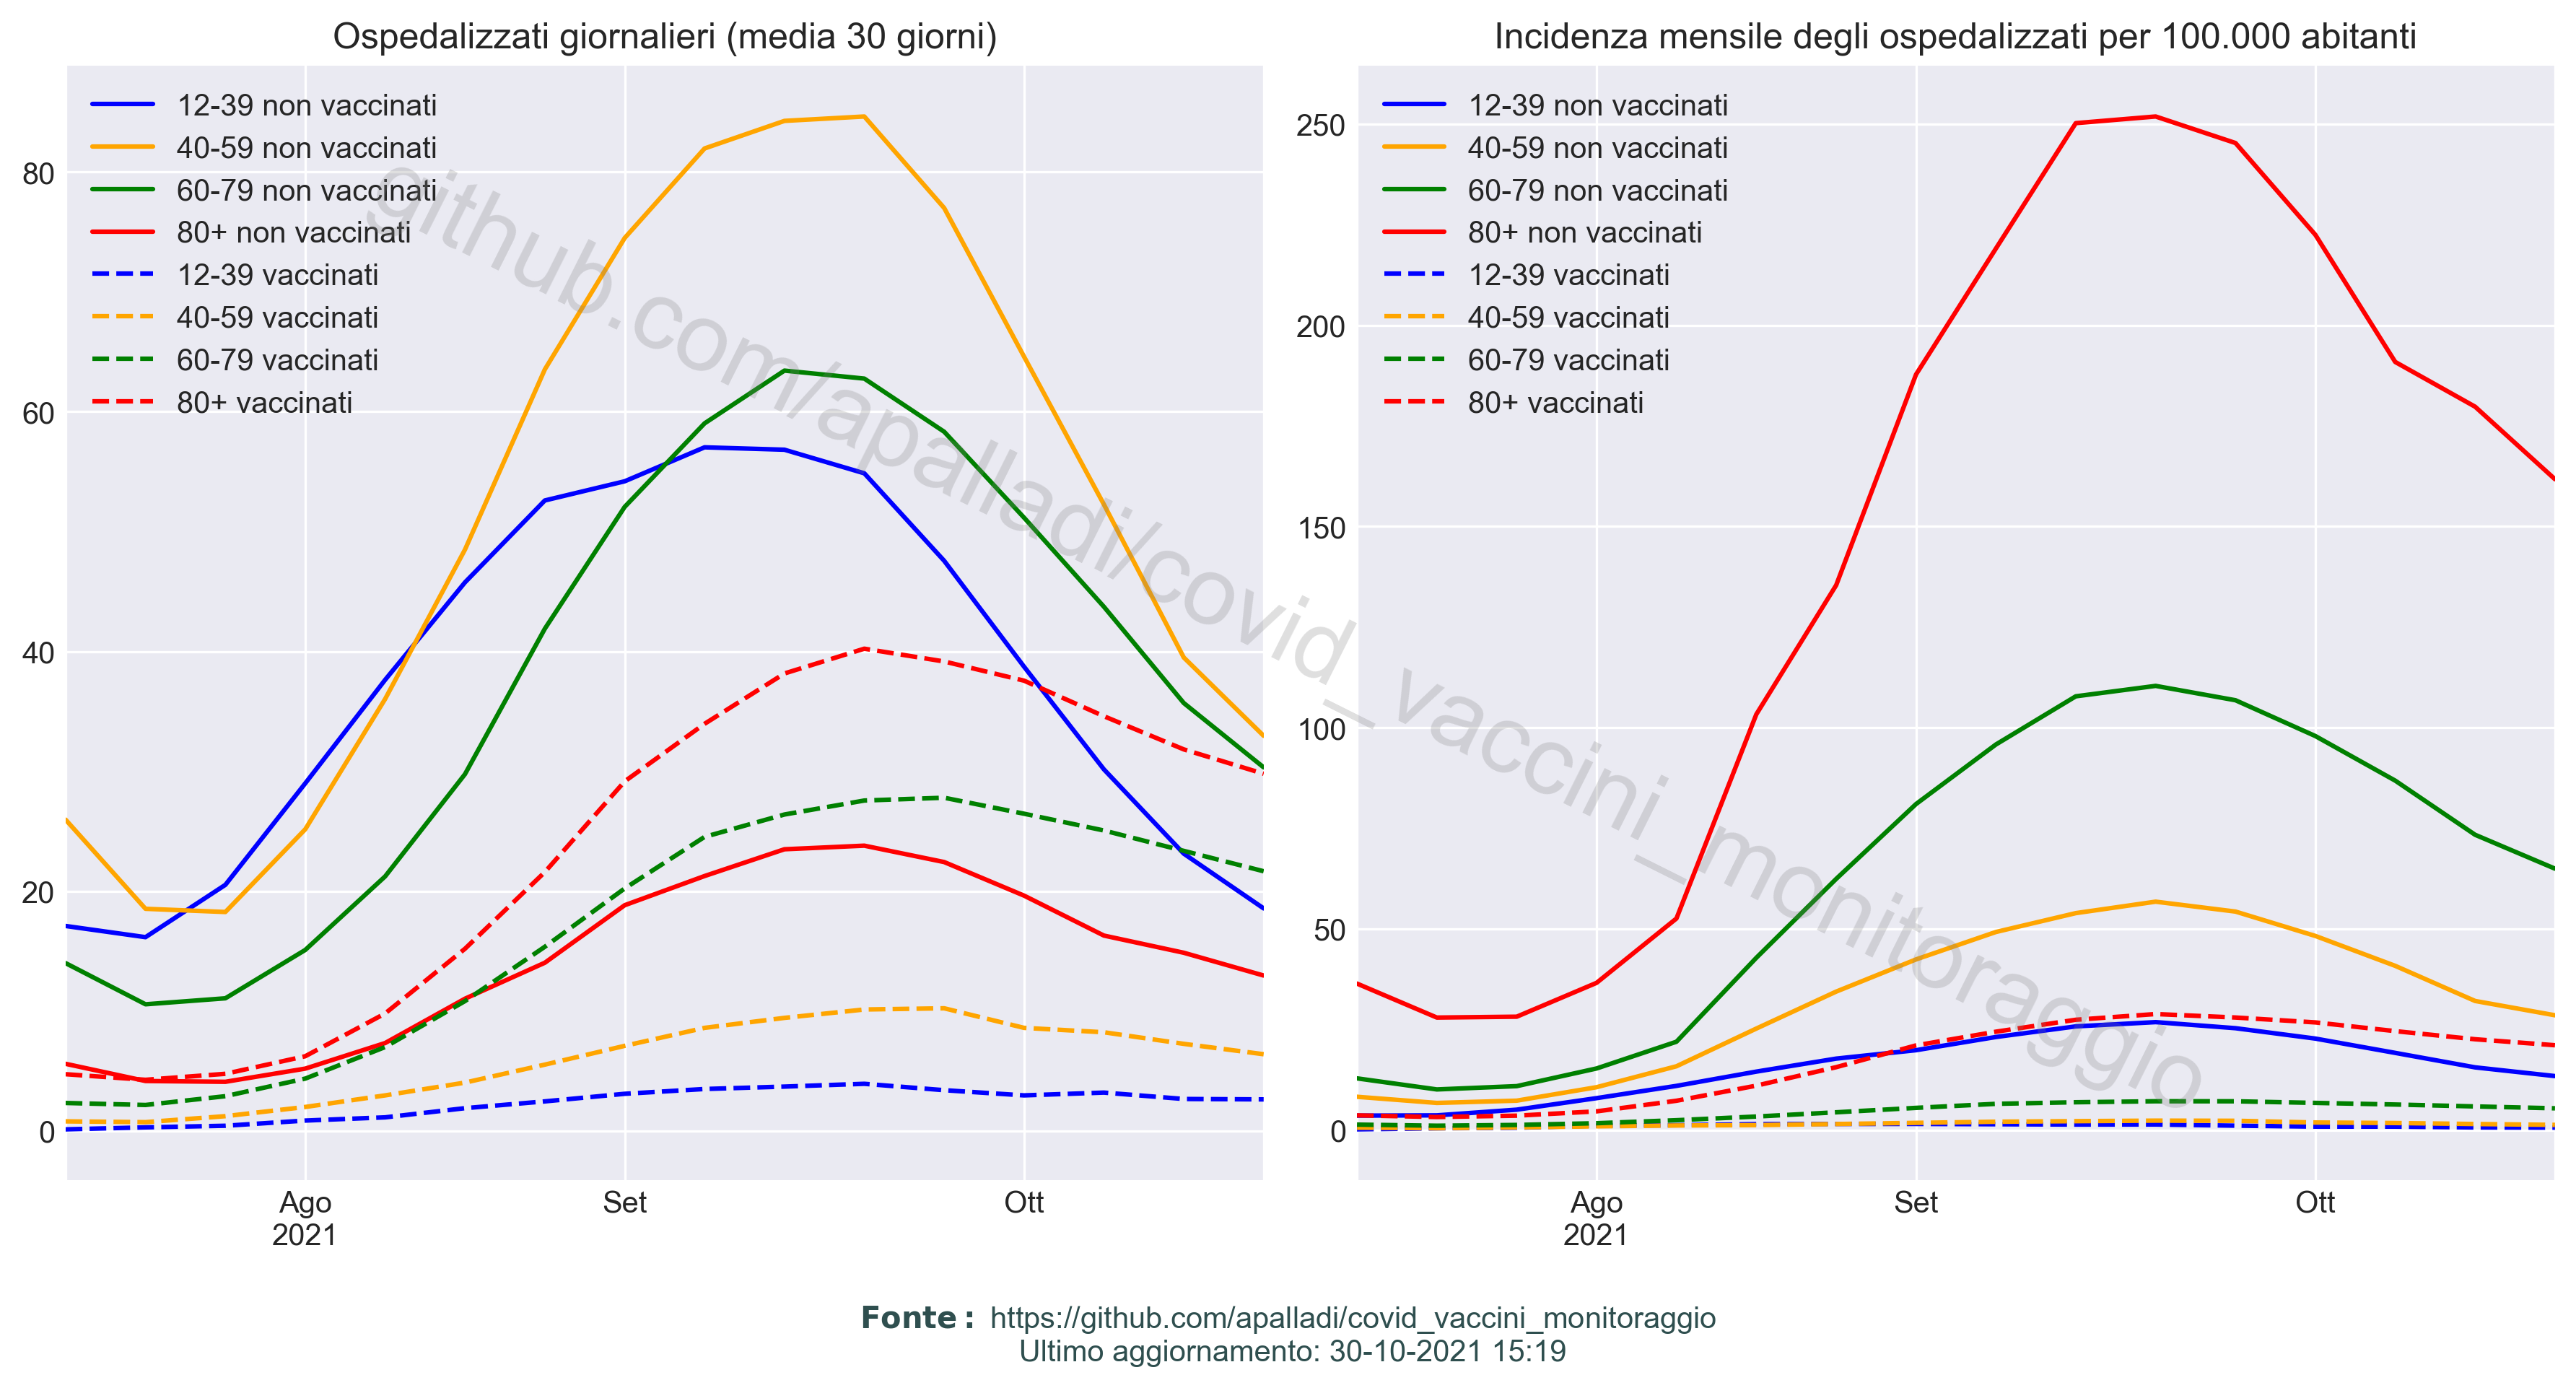 Ospedalizzati giornalieri (media 30 giorni)
12-39 non vaccinati
40-59 non vaccinati
60-79 non vaccinati
80+ non vaccinati
12-39 vaccinati
40-59 vaccinati
60-79 vaccinati
80+ vaccinati
80
60
40
20
0
Ago
2021
Set
Ott
Incidenza mensile degli ospedalizzati per 100.000 abitanti
12-39 non vaccinati
40-59 non vaccinati
60-79 non vaccinati
80+ non vaccinati
12-39 vaccinati
40-59 vaccinati
60-79 vaccinati
80+ vaccinati
250
200
150
100
50
0
Ago
2021
Set
Ott
github.com/apalladi/covid_vaccini_monitoraggio
Fonte: https://github.com/apalladi/covid_vaccini_monitoraggio
Ultimo aggiornamento: 30-10-2021 15:19